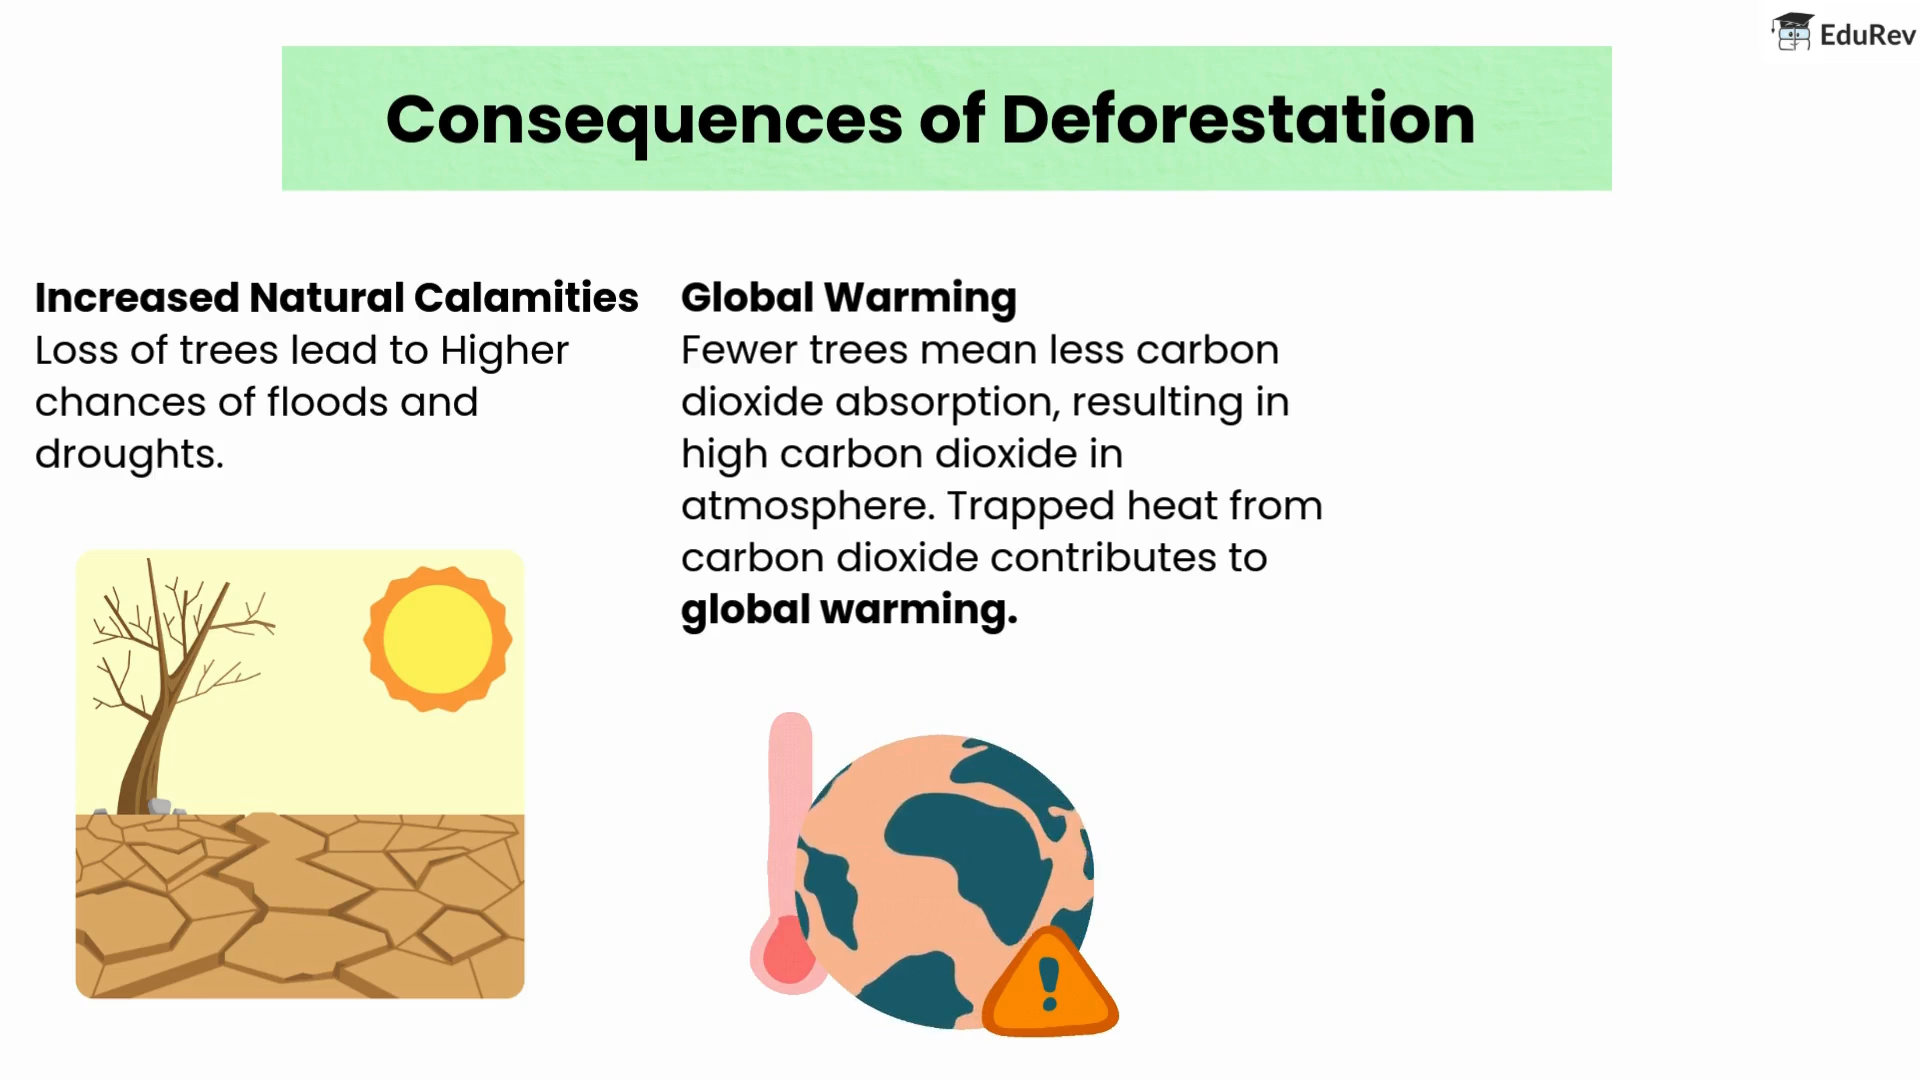 EduRev
Consequences of Deforestation
Increased Natural Calamities
Loss of trees lead to Higher
chances of floods and
droughts.
Global Warming
Fewer trees mean less carbon
dioxide absorption, resulting in
high carbon dioxide in
atmosphere. Trapped heat from
carbon dioxide contributes to
global warming.
!